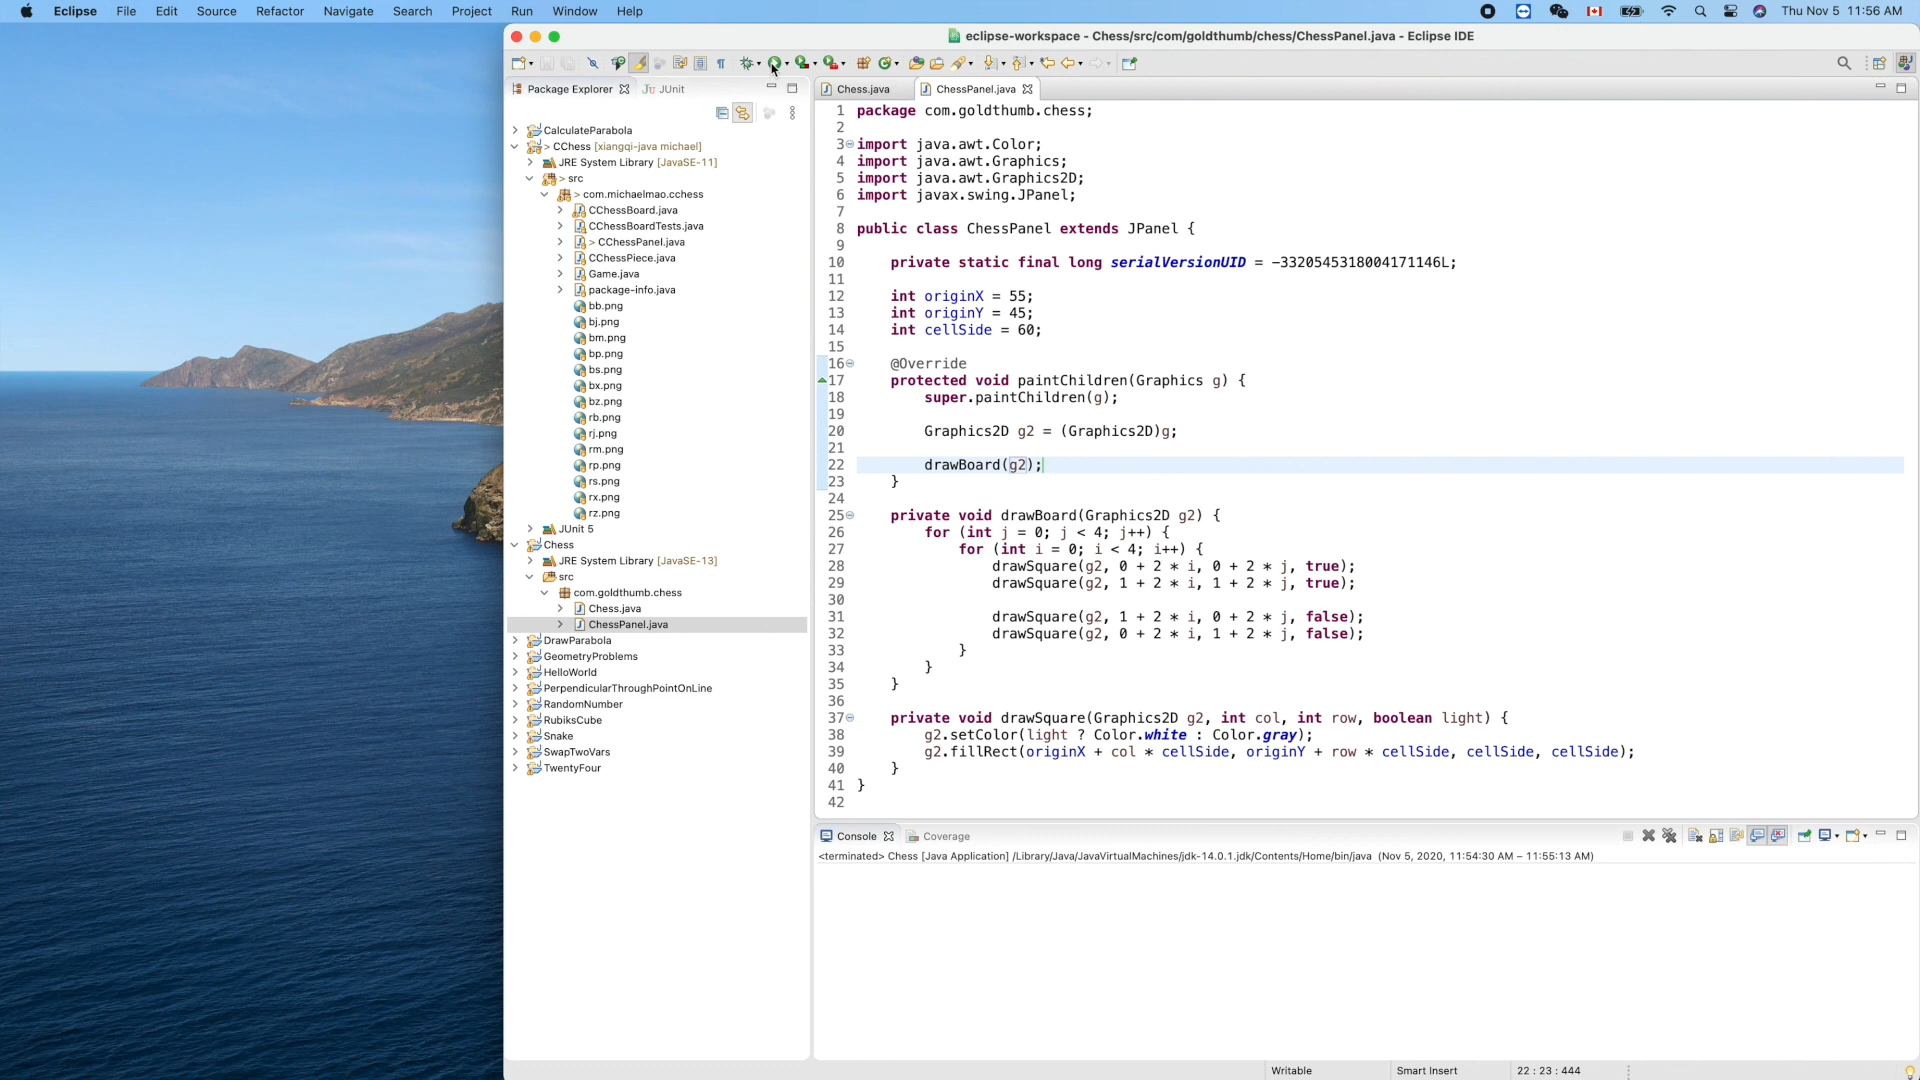 Eclipse File Edit Source Refactor Navigate Search Project Run Window Help Thu Nov 5 11:56 AM
eclipse-workspace - Chess/src/com/goldthumb/chess/ChessPanel.java - Eclipse IDE
Package Explorer JUnit
CalculateParabola
> CChess [xiangqi-java michael]
JRE System Library [JavaSE-11]
> src
> com.michaelmao.cchess
CChessBoard.java
CChessBoardTests.java
> CChessPanel.java
CChessPiece.java
Game.java
package-info.java
bb.png
bj.png
bm.png
bp.png
bs.png
bx.png
bz.png
rb.png
rj.png
rm.png
rp.png
rs.png
rx.png
rz.png
JUnit 5
Chess
JRE System Library [JavaSE-13]
src
com.goldthumb.chess
Chess.java
ChessPanel.java
DrawParabola
GeometryProblems
HelloWorld
PerpendicularThroughPointOnLine
RandomNumber
RubiksCube
Snake
SwapTwoVars
TwentyFour
Chess.java ChessPanel.java
1 package com.goldthumb.chess;
2
3 import java.awt.Color;
4 import java.awt.Graphics;
5 import java.awt.Graphics2D;
6 import javax.swing.JPanel;
7
8 public class ChessPanel extends JPanel {
9
10 private static final long serialVersionUID = -3320545318004171146L;
11
12 int originX = 55;
13 int originY = 45;
14 int cellSide = 60;
15
16 @Override
17 protected void paintChildren(Graphics g) {
18 super.paintChildren(g);
19
20 Graphics2D g2 = (Graphics2D)g;
21
22 drawBoard(g2);
23 }
24
25 private void drawBoard(Graphics2D g2) {
26 for (int j = 0; j < 4; j++) {
27 for (int i = 0; i < 4; i++) {
28 drawSquare(g2, 0 + 2 * i, 0 + 2 * j, true);
29 drawSquare(g2, 1 + 2 * i, 1 + 2 * j, true);
30
31 drawSquare(g2, 1 + 2 * i, 0 + 2 * j, false);
32 drawSquare(g2, 0 + 2 * i, 1 + 2 * j, false);
33 }
34 }
35 }
36
37 private void drawSquare(Graphics2D g2, int col, int row, boolean light) {
38 g2.setColor(light ? Color.white : Color.gray);
39 g2.fillRect(originX + col * cellSide, originY + row * cellSide, cellSide, cellSide);
40 }
41 }
42
Console Coverage
<terminated> Chess [Java Application] /Library/Java/JavaVirtualMachines/jdk-14.0.1.jdk/Contents/Home/bin/java (Nov 5, 2020, 11:54:30 AM – 11:55:13 AM)
Writable Smart Insert 22 : 23 : 444